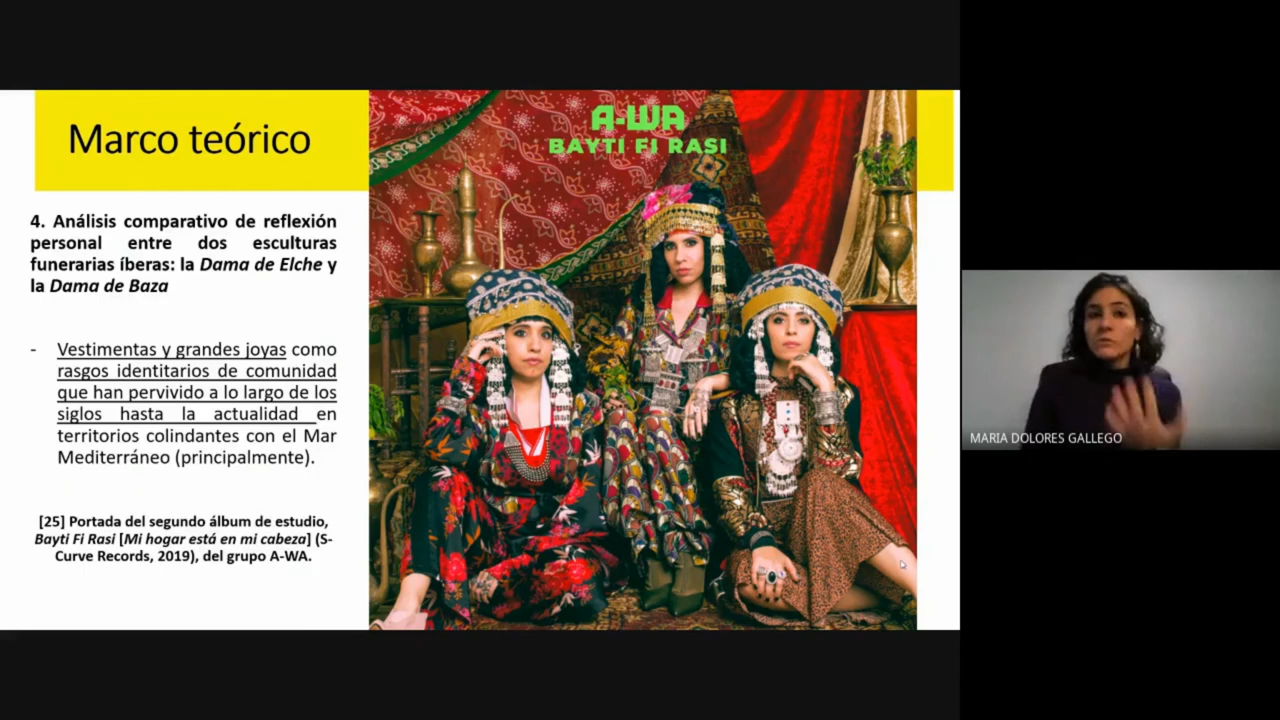 Marco teórico
4. Análisis comparativo de reflexión
personal entre dos esculturas
funerarias íberas: la Dama de Elche y
la Dama de Baza
- Vestimentas y grandes joyas como
rasgos identitarios de comunidad
que han pervivido a lo largo de los
siglos hasta la actualidad en
territorios colindantes con el Mar
Mediterráneo (principalmente).
[25] Portada del segundo álbum de estudio,
Bayti Fi Rasi [Mi hogar está en mi cabeza] (S-
Curve Records, 2019), del grupo A-WA.
A-WA
BAYTI FI RASI
MARIA DOLORES GALLEGO